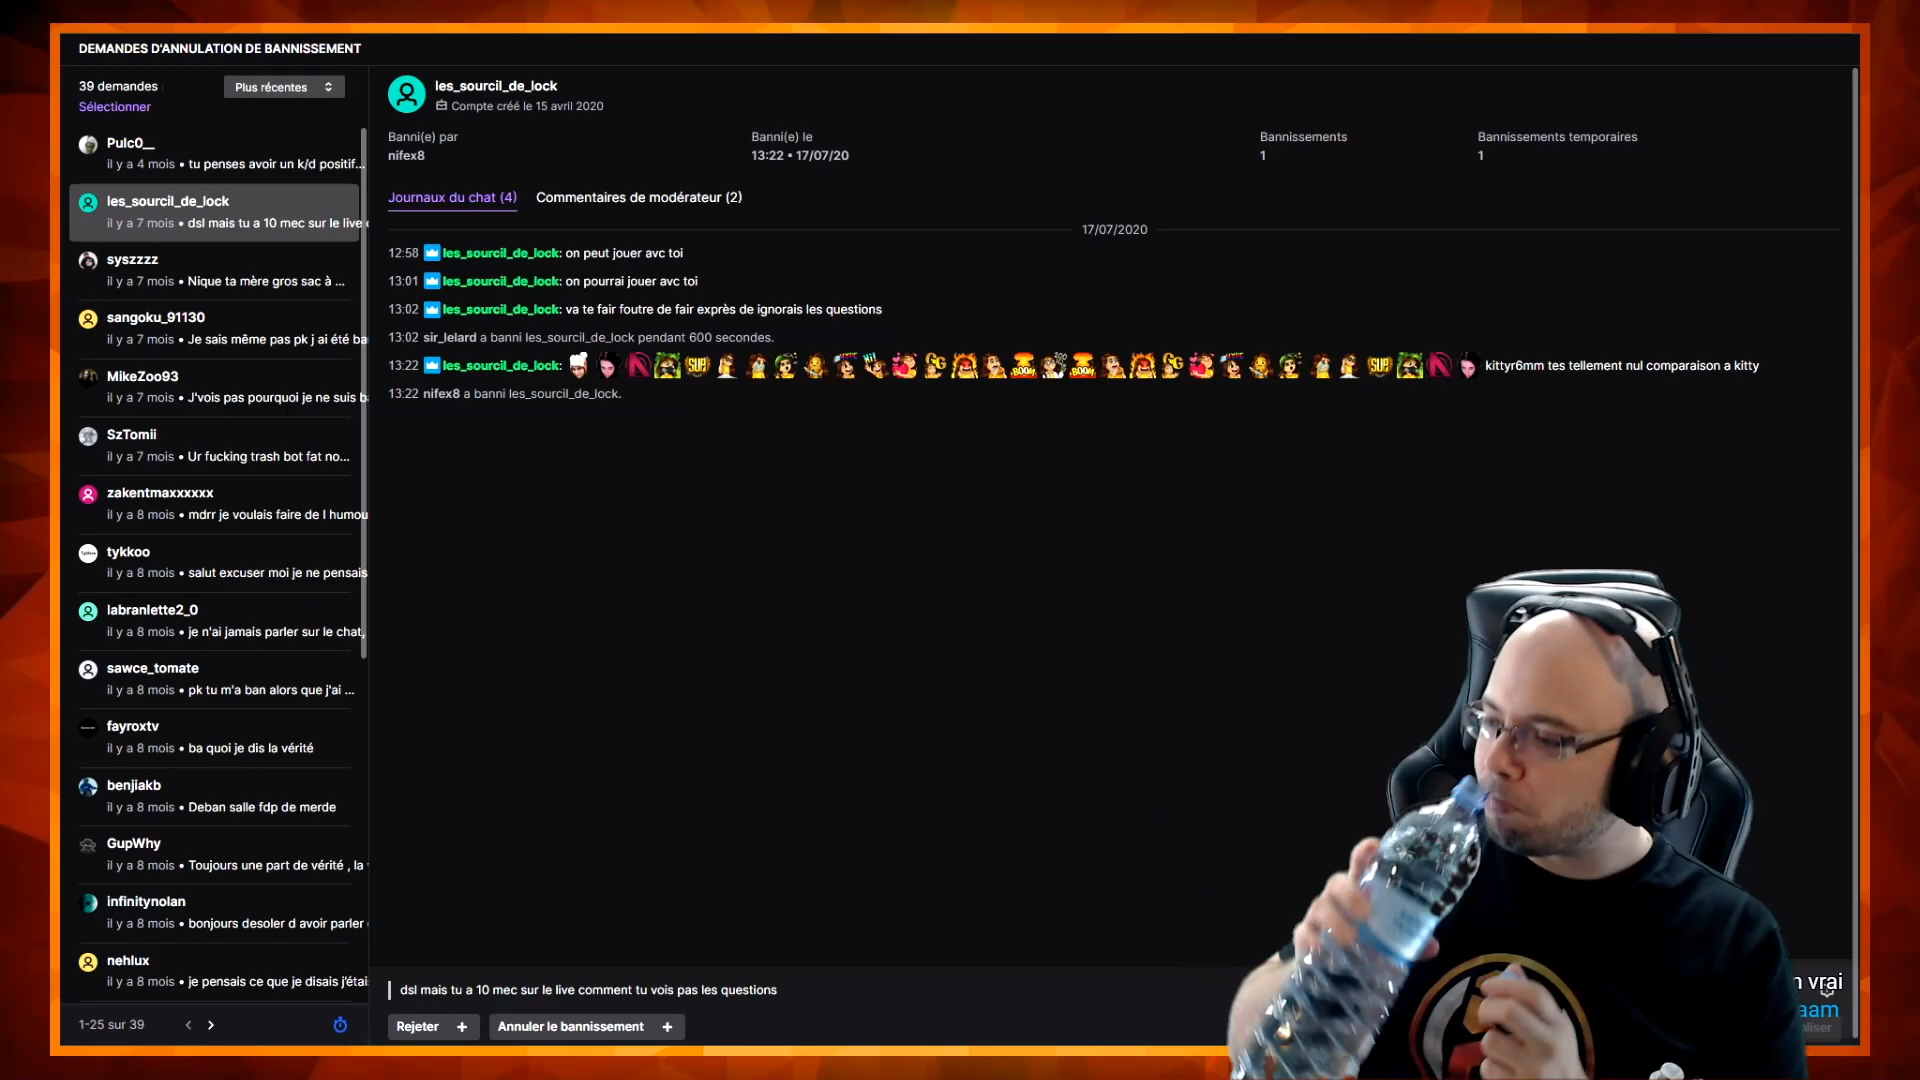 DEMANDES D'ANNULATION DE BANNISSEMENT
39 demandes
Plus récentes
Sélectionner
Pulc0__
il y a 4 mois • tu penses avoir un k/d positif...
les_sourcil_de_lock
il y a 7 mois • dsl mais tu a 10 mec sur le live
syszzzz
il y a 7 mois • Nique ta mère gros sac à ...
sangoku_91130
il y a 7 mois • Je sais même pas pk j ai été ba
MikeZoo93
il y a 7 mois • J'vois pas pourquoi je ne suis b
SzTomii
il y a 7 mois • Ur fucking trash bot fat no...
zakentmaxxxxxx
il y a 8 mois • mdrr je voulais faire de l humou
tykkoo
il y a 8 mois • salut excuser moi je ne pensais
labranlette2_0
il y a 8 mois • je n'ai jamais parler sur le chat,
sawce_tomate
il y a 8 mois • pk tu m'a ban alors que j'ai ...
fayroxtv
il y a 8 mois • ba quoi je dis la vérité
benjiakb
il y a 8 mois • Deban salle fdp de merde
GupWhy
il y a 8 mois • Toujours une part de vérité , la
infinitynolan
il y a 8 mois • bonjours desoler d avoir parler
nehlux
il y a 8 mois • je pensais ce que je disais j'étai
1-25 sur 39
les_sourcil_de_lock
Compte créé le 15 avril 2020
Banni(e) par
nifex8
Banni(e) le
13:22 • 17/07/20
Bannissements
1
Bannissements temporaires
1
Journaux du chat (4)
Commentaires de modérateur (2)
17/07/2020
12:58 les_sourcil_de_lock: on peut jouer avc toi
13:01 les_sourcil_de_lock: on pourrai jouer avc toi
13:02 les_sourcil_de_lock: va te fair foutre de fair exprès de ignorais les questions
13:02 sir_lelard a banni les_sourcil_de_lock pendant 600 secondes.
13:22 les_sourcil_de_lock: SUP GG BOOM BOOM GG SUP kittyr6mm tes tellement nul comparaison a kitty
13:22 nifex8 a banni les_sourcil_de_lock.
dsl mais tu a 10 mec sur le live comment tu vois pas les questions
Rejeter +
Annuler le bannissement +
n vrai
aam